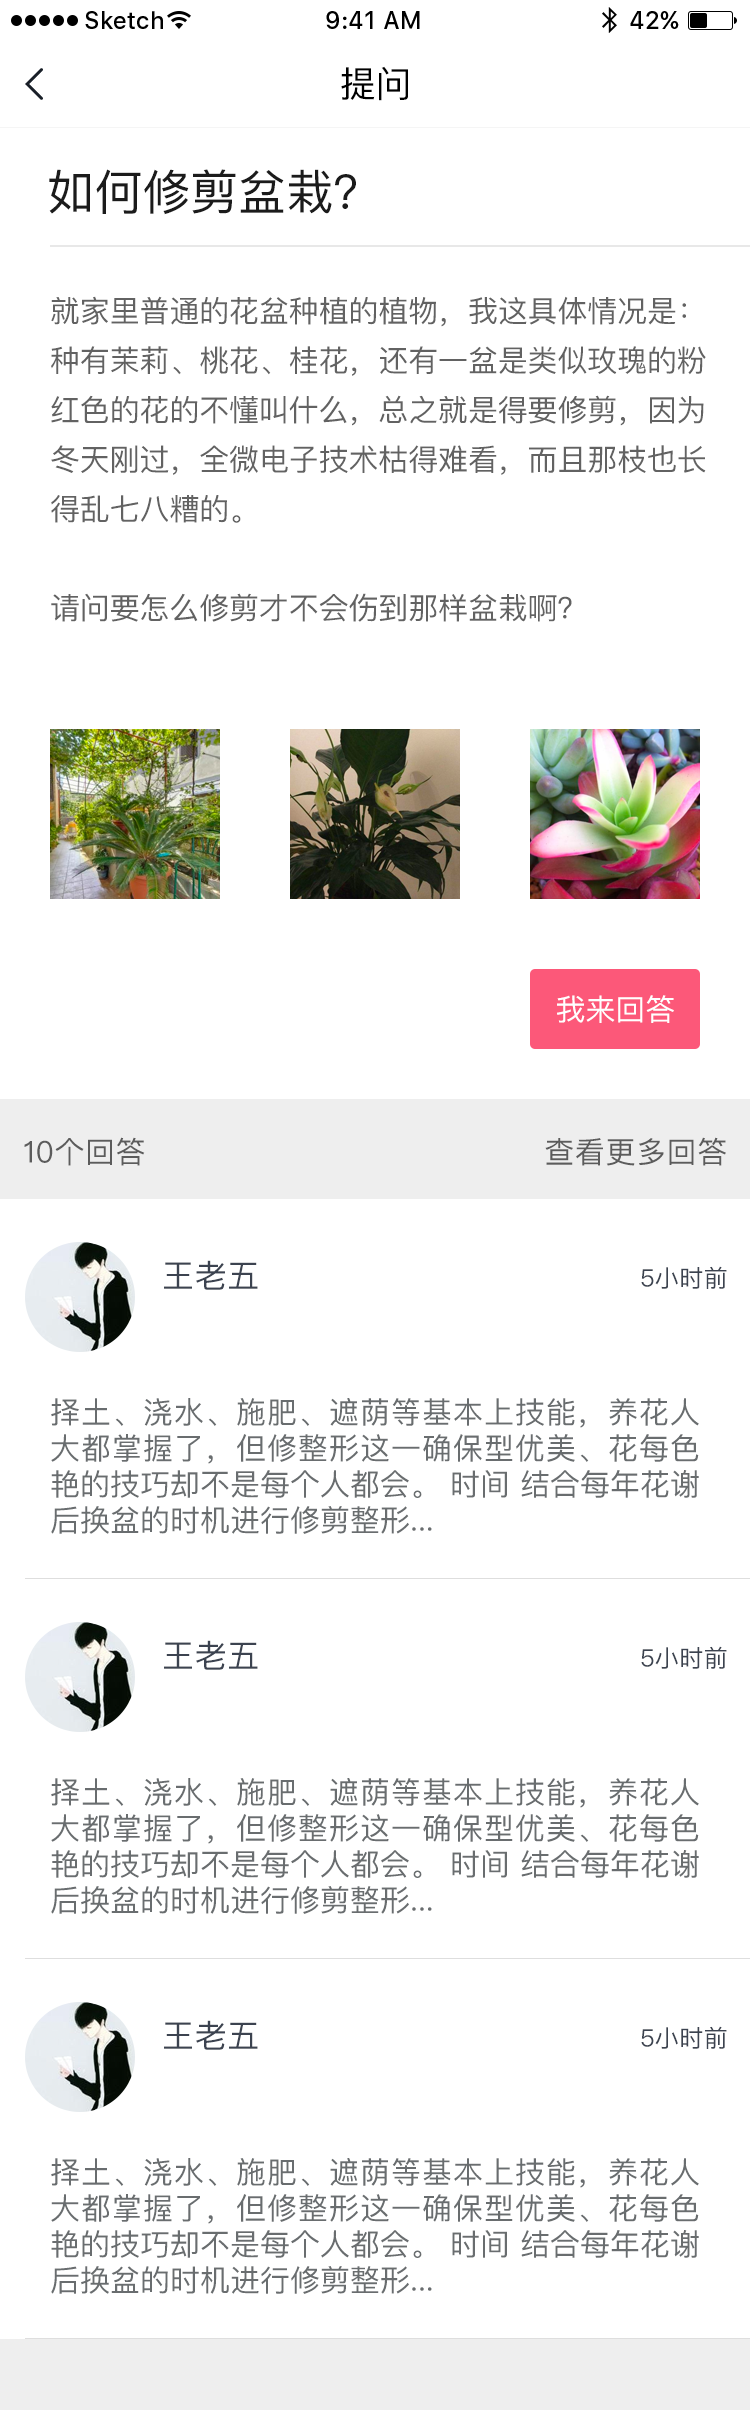 Sketch 9:41 AM 42%
提问
如何修剪盆栽?
就家里普通的花盆种植的植物，我这具体情况是：
种有茉莉、桃花、桂花，还有一盆是类似玫瑰的粉
红色的花的不懂叫什么，总之就是得要修剪，因为
冬天刚过，全微电子技术枯得难看，而且那枝也长
得乱七八糟的。
请问要怎么修剪才不会伤到那样盆栽啊?
我来回答
10个回答 查看更多回答
王老五 5小时前
择土、浇水、施肥、遮荫等基本上技能，养花人
大都掌握了，但修整形这一确保型优美、花每色
艳的技巧却不是每个人都会。 时间 结合每年花谢
后换盆的时机进行修剪整形...
王老五 5小时前
择土、浇水、施肥、遮荫等基本上技能，养花人
大都掌握了，但修整形这一确保型优美、花每色
艳的技巧却不是每个人都会。 时间 结合每年花谢
后换盆的时机进行修剪整形...
王老五 5小时前
择土、浇水、施肥、遮荫等基本上技能，养花人
大都掌握了，但修整形这一确保型优美、花每色
艳的技巧却不是每个人都会。 时间 结合每年花谢
后换盆的时机进行修剪整形...